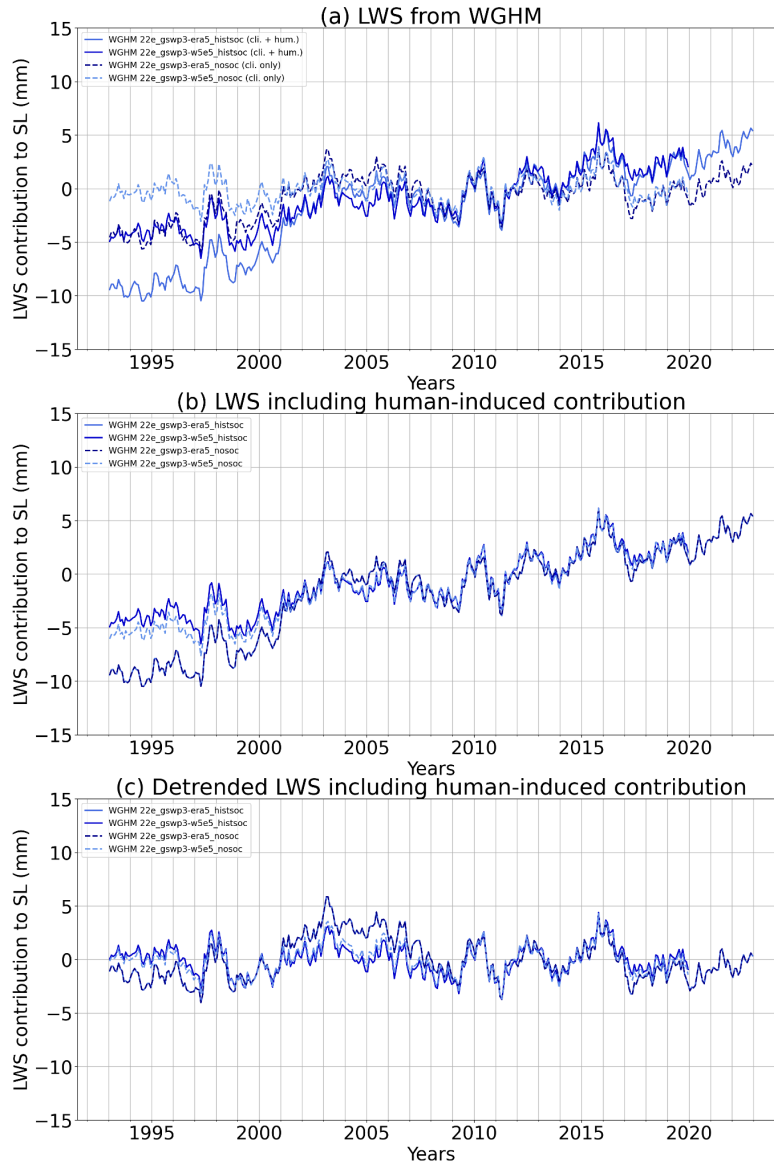 (a) LWS from WGHM
WGHM 22e_gswp3-era5_histsoc (cli. + hum.)
WGHM 22e_gswp3-w5e5_histsoc (cli. + hum.)
WGHM 22e_gswp3-era5_nosoc (cli. only)
WGHM 22e_gswp3-w5e5_nosoc (cli. only)
LWS contribution to SL (mm)
15
10
5
0
−5
−10
−15
1995 2000 2005 2010 2015 2020
Years
(b) LWS including human-induced contribution
WGHM 22e_gswp3-era5_histsoc
WGHM 22e_gswp3-w5e5_histsoc
WGHM 22e_gswp3-era5_nosoc
WGHM 22e_gswp3-w5e5_nosoc
LWS contribution to SL (mm)
15
10
5
0
−5
−10
−15
1995 2000 2005 2010 2015 2020
Years
(c) Detrended LWS including human-induced contribution
WGHM 22e_gswp3-era5_histsoc
WGHM 22e_gswp3-w5e5_histsoc
WGHM 22e_gswp3-era5_nosoc
WGHM 22e_gswp3-w5e5_nosoc
LWS contribution to SL (mm)
15
10
5
0
−5
−10
−15
1995 2000 2005 2010 2015 2020
Years